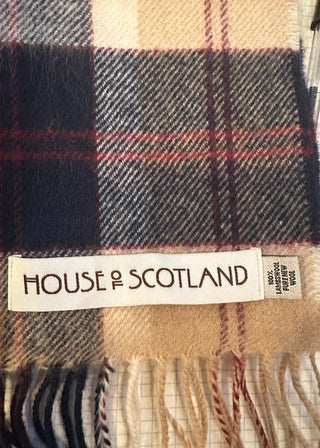 HOUSE OF SCOTLAND
100%
LAMBSWOOL
PURE NEW
WOOL